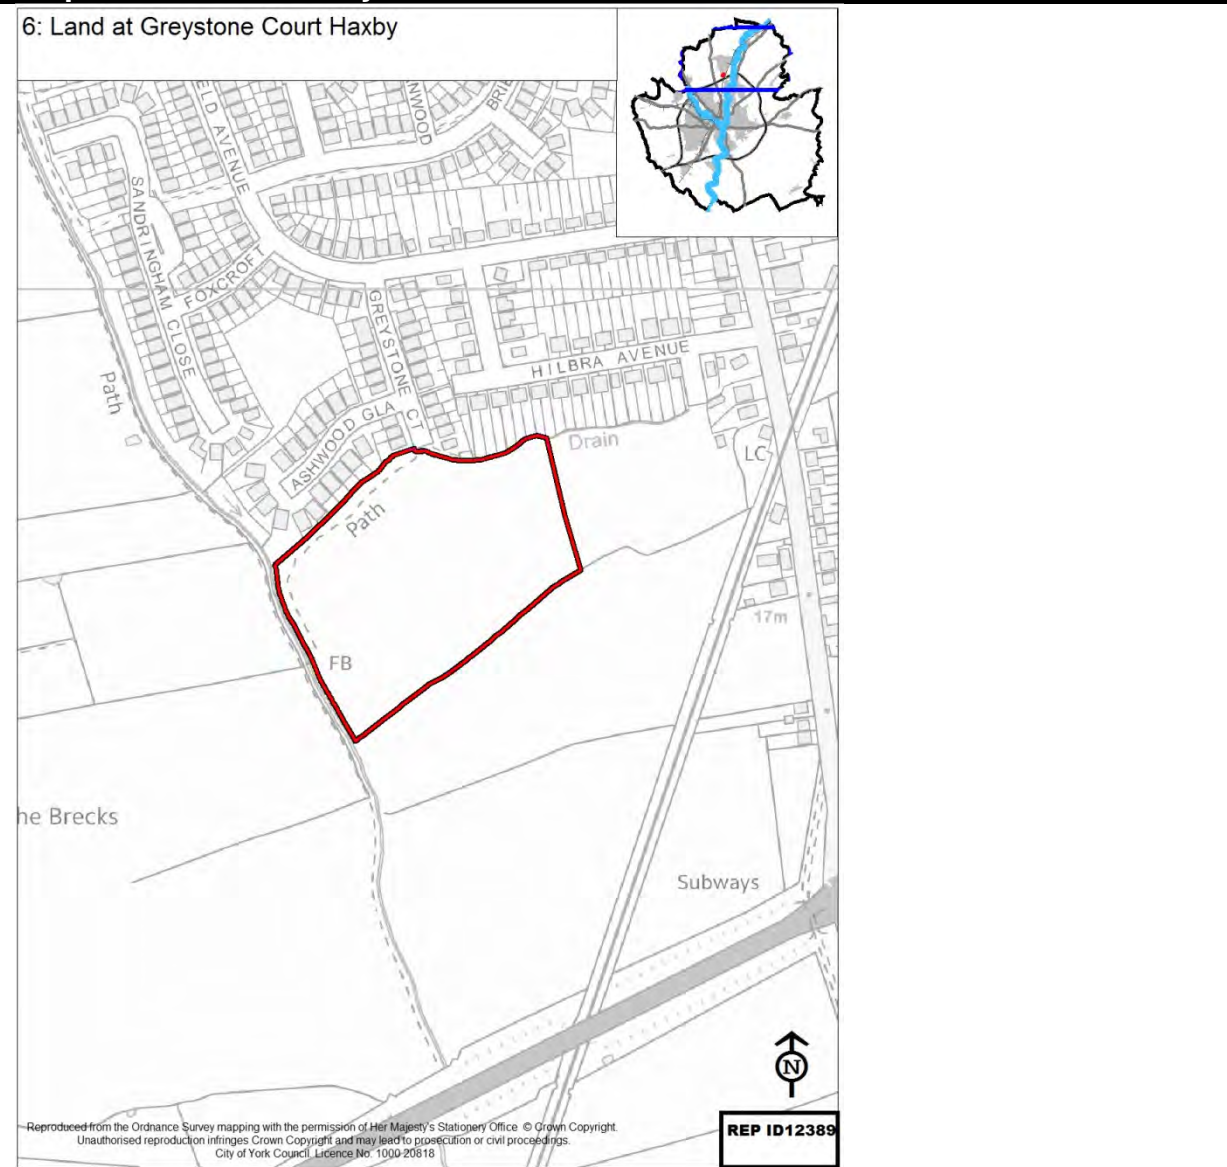 6: Land at Greystone Court Haxby
ELD AVENUE
NWOOD
BRIE
SANDRINGHAM CLOSE
FOXCROFT
GREYSTONE CT
HILBRA AVENUE
Path
ASHWOOD GLA
Drain
LC
Path
17m
FB
he Brecks
Subways
N
Reproduced from the Ordnance Survey mapping with the permission of Her Majesty's Stationery Office © Crown Copyright.
Unauthorised reproduction infringes Crown Copyright and may lead to prosecution or civil proceedings.
City of York Council Licence No. 1000 20818
REP ID12389